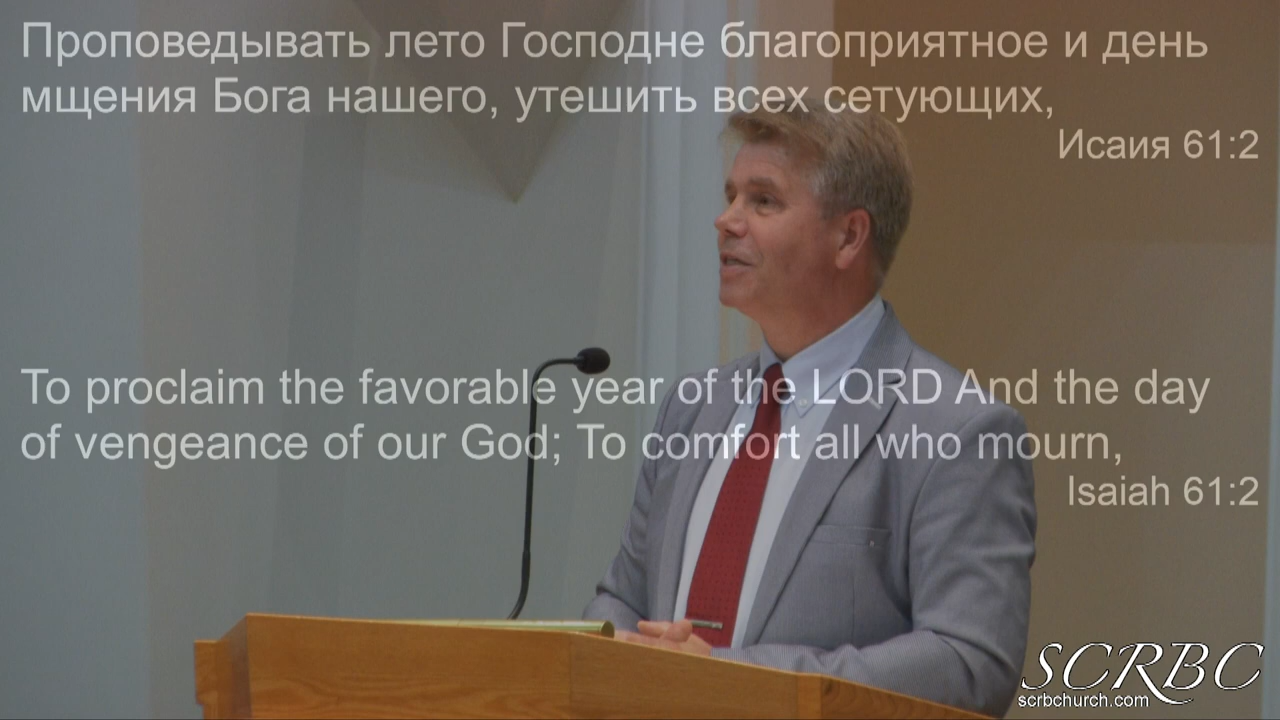 Проповедывать лето Господне благоприятное и день
мщения Бога нашего, утешить всех сетующих,
Исаия 61:2
To proclaim the favorable year of the LORD And the day
of vengeance of our God; To comfort all who mourn,
Isaiah 61:2
SCRBC
scrbchurch.com